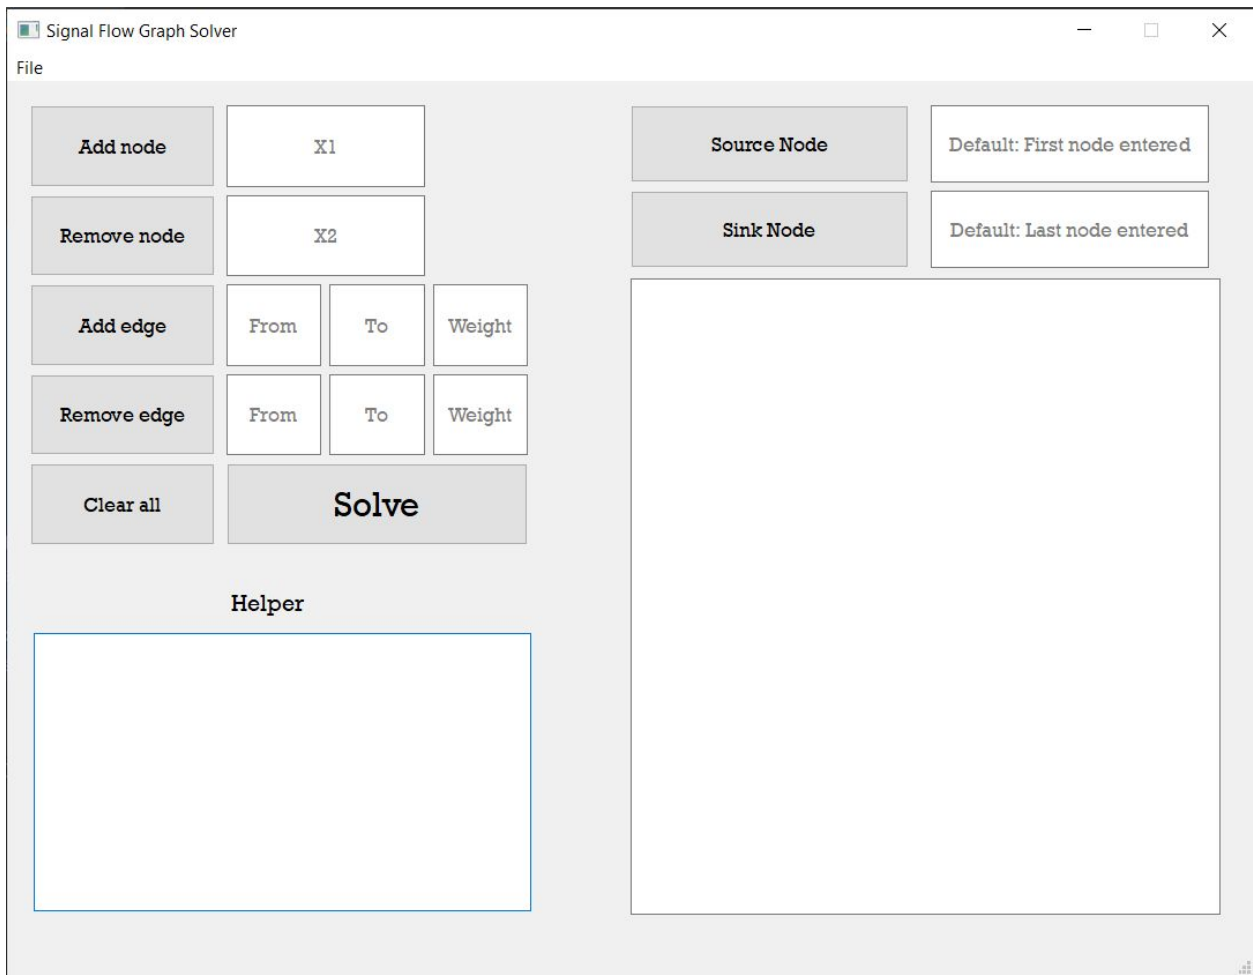 Signal Flow Graph Solver
File
Add node
X1
Remove node
X2
Add edge
From
To
Weight
Remove edge
From
To
Weight
Clear all
Solve
Helper
Source Node
Default: First node entered
Sink Node
Default: Last node entered